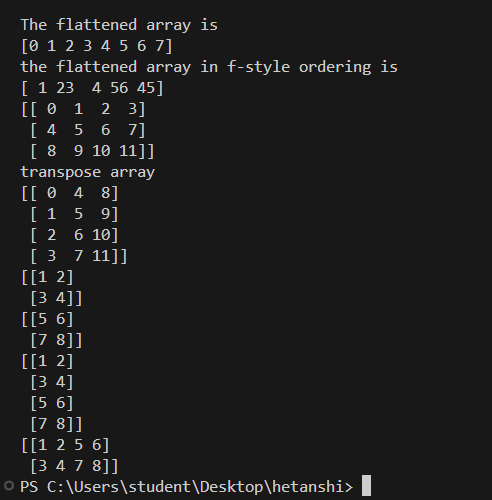 The flattened array is
[0 1 2 3 4 5 6 7]
the flattened array in f-style ordering is
[ 1 23  4 56 45]
[[ 0  1  2  3]
 [ 4  5  6  7]
 [ 8  9 10 11]]
transpose array
[[ 0  4  8]
 [ 1  5  9]
 [ 2  6 10]
 [ 3  7 11]]
[[1 2]
 [3 4]]
[[5 6]
 [7 8]]
[[1 2]
 [3 4]
 [5 6]
 [7 8]]
[[1 2 5 6]
 [3 4 7 8]]
PS C:\Users\student\Desktop\hetanshi>